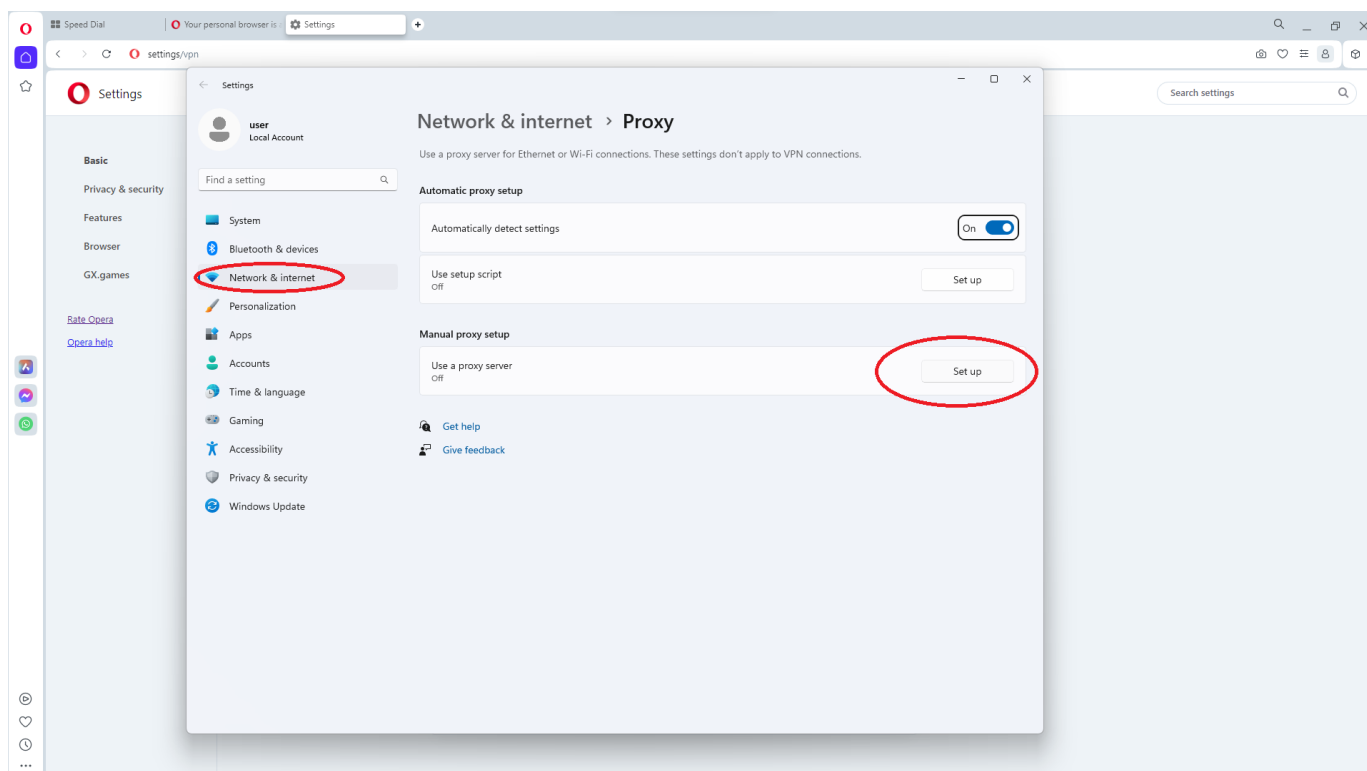 Speed Dial
Your personal browser is
Settings
settings/vpn
Settings
Search settings
Basic
Privacy & security
Features
Browser
GX.games
Rate Opera
Opera help
Settings
user
Local Account
Find a setting
System
Bluetooth & devices
Network & internet
Personalization
Apps
Accounts
Time & language
Gaming
Accessibility
Privacy & security
Windows Update
Network & internet › Proxy
Use a proxy server for Ethernet or Wi-Fi connections. These settings don't apply to VPN connections.
Automatic proxy setup
Automatically detect settings
On
Use setup script
Off
Set up
Manual proxy setup
Use a proxy server
Off
Set up
Get help
Give feedback